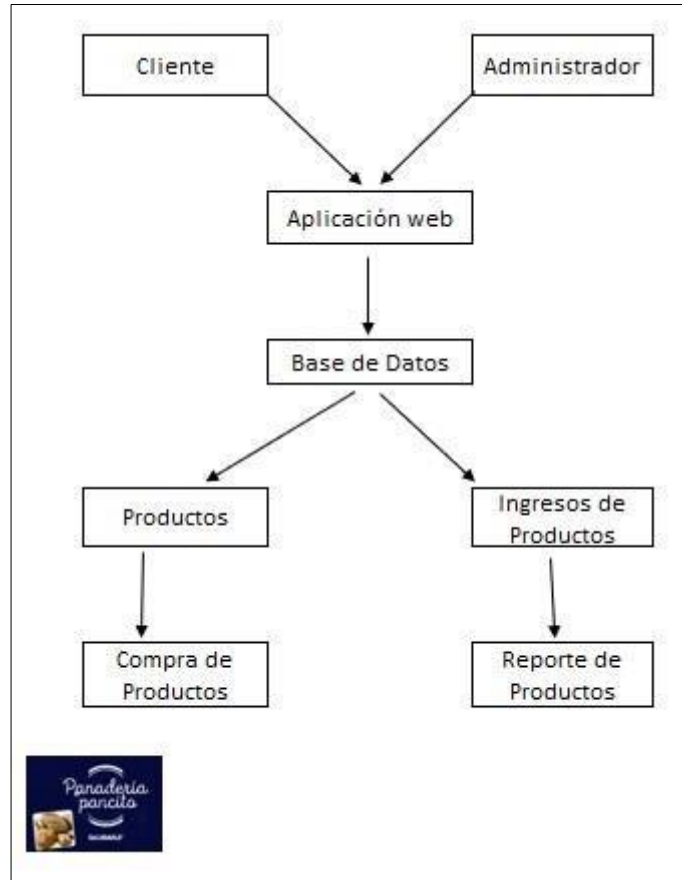 Cliente
Administrador
Aplicación web
Base de Datos
Productos
Ingresos de
Productos
Compra de
Productos
Reporte de
Productos
Panadería
pancito